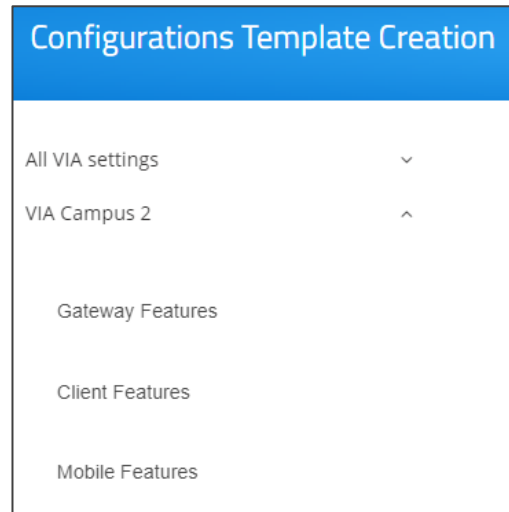 Configurations Template Creation
All VIA settings
VIA Campus 2
Gateway Features
Client Features
Mobile Features